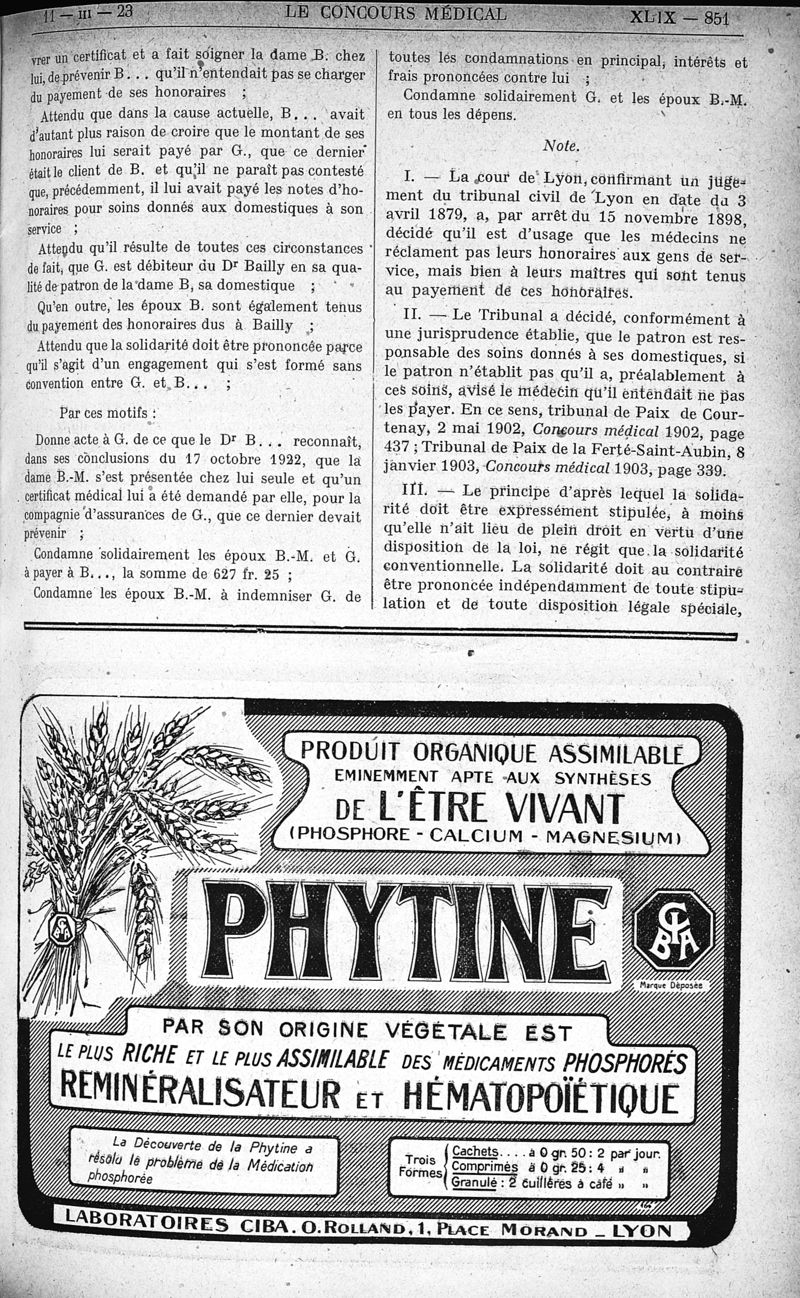 11 — III — 23
LE CONCOURS MÉDICAL
XLIX — 851
vrer un certificat et a fait soigner la dame B. chez
lui, de prévenir B... qu'il n'entendait pas se charger
du payement de ses honoraires ;
Attendu que dans la cause actuelle, B... avait
d'autant plus raison de croire que le montant de ses
honoraires lui serait payé par G., que ce dernier
était le client de B. et qu'il ne paraît pas contesté
que, précédemment, il lui avait payé les notes d'ho-
noraires pour soins donnés aux domestiques à son
service ;
Attendu qu'il résulte de toutes ces circonstances
de fait, que G. est débiteur du Dr Bailly en sa qua-
lité de patron de la dame B, sa domestique ;
Qu'en outre, les époux B. sont également tenus
du payement des honoraires dus à Bailly ;
Attendu que la solidarité doit être prononcée parce
qu'il s'agit d'un engagement qui s'est formé sans
convention entre G. et B... ;
Par ces motifs :
Donne acte à G. de ce que le Dr B... reconnaît,
dans ses conclusions du 17 octobre 1922, que la
dame B.-M. s'est présentée chez lui seule et qu'un
certificat médical lui a été demandé par elle, pour la
compagnie d'assurances de G., que ce dernier devait
prévenir ;
Condamne solidairement les époux B.-M. et G.
à payer à B..., la somme de 627 fr. 25 ;
Condamne les époux B.-M. à indemniser G. de
toutes les condamnations en principal, intérêts et
frais prononcées contre lui ;
Condamne solidairement G. et les époux B.-M.
en tous les dépens.
Note.
I. — La cour de Lyon, confirmant un juge-
ment du tribunal civil de Lyon en date du 3
avril 1879, a, par arrêt du 15 novembre 1898,
décidé qu'il est d'usage que les médecins ne
réclament pas leurs honoraires aux gens de ser-
vice, mais bien à leurs maîtres qui sont tenus
au payement de ces honoraires.
II. — Le Tribunal a décidé, conformément à
une jurisprudence établie, que le patron est res-
ponsable des soins donnés à ses domestiques, si
le patron n'établit pas qu'il a, préalablement à
ces soins, avisé le médecin qu'il entendait ne pas
les payer. En ce sens, tribunal de Paix de Cour-
tenay, 2 mai 1902, Concours médical 1902, page
437 ; Tribunal de Paix de la Ferté-Saint-Aubin, 8
janvier 1903, Concours médical 1903, page 339.
III. — Le principe d'après lequel la solida-
rité doit être expressément stipulée, à moins
qu'elle n'ait lieu de plein droit en vertu d'une
disposition de la loi, ne régit que la solidarité
conventionnelle. La solidarité doit au contraire
être prononcée indépendamment de toute stipu-
lation et de toute disposition légale spéciale,
PRODUIT ORGANIQUE ASSIMILABLE
EMINEMMENT APTE AUX SYNTHÈSES
DE L'ÊTRE VIVANT
(PHOSPHORE - CALCIUM - MAGNESIUM)
PHYTINE
CIBA
Marque Déposée
PAR SON ORIGINE VÉGÉTALE EST
LE PLUS RICHE ET LE PLUS ASSIMILABLE DES MÉDICAMENTS PHOSPHORÉS
REMINÉRALISATEUR ET HÉMATOPOÏÉTIQUE
La Découverte de la Phytine a
résolu le problème de la Médication
phosphorée
Trois Formes
Cachets.... à 0 gr. 50 : 2 par jour.
Comprimés à 0 gr. 25 : 4 " "
Granulé : 2 cuillères à café " "
LABORATOIRES CIBA. O. ROLLAND, 1, PLACE MORAND _ LYON